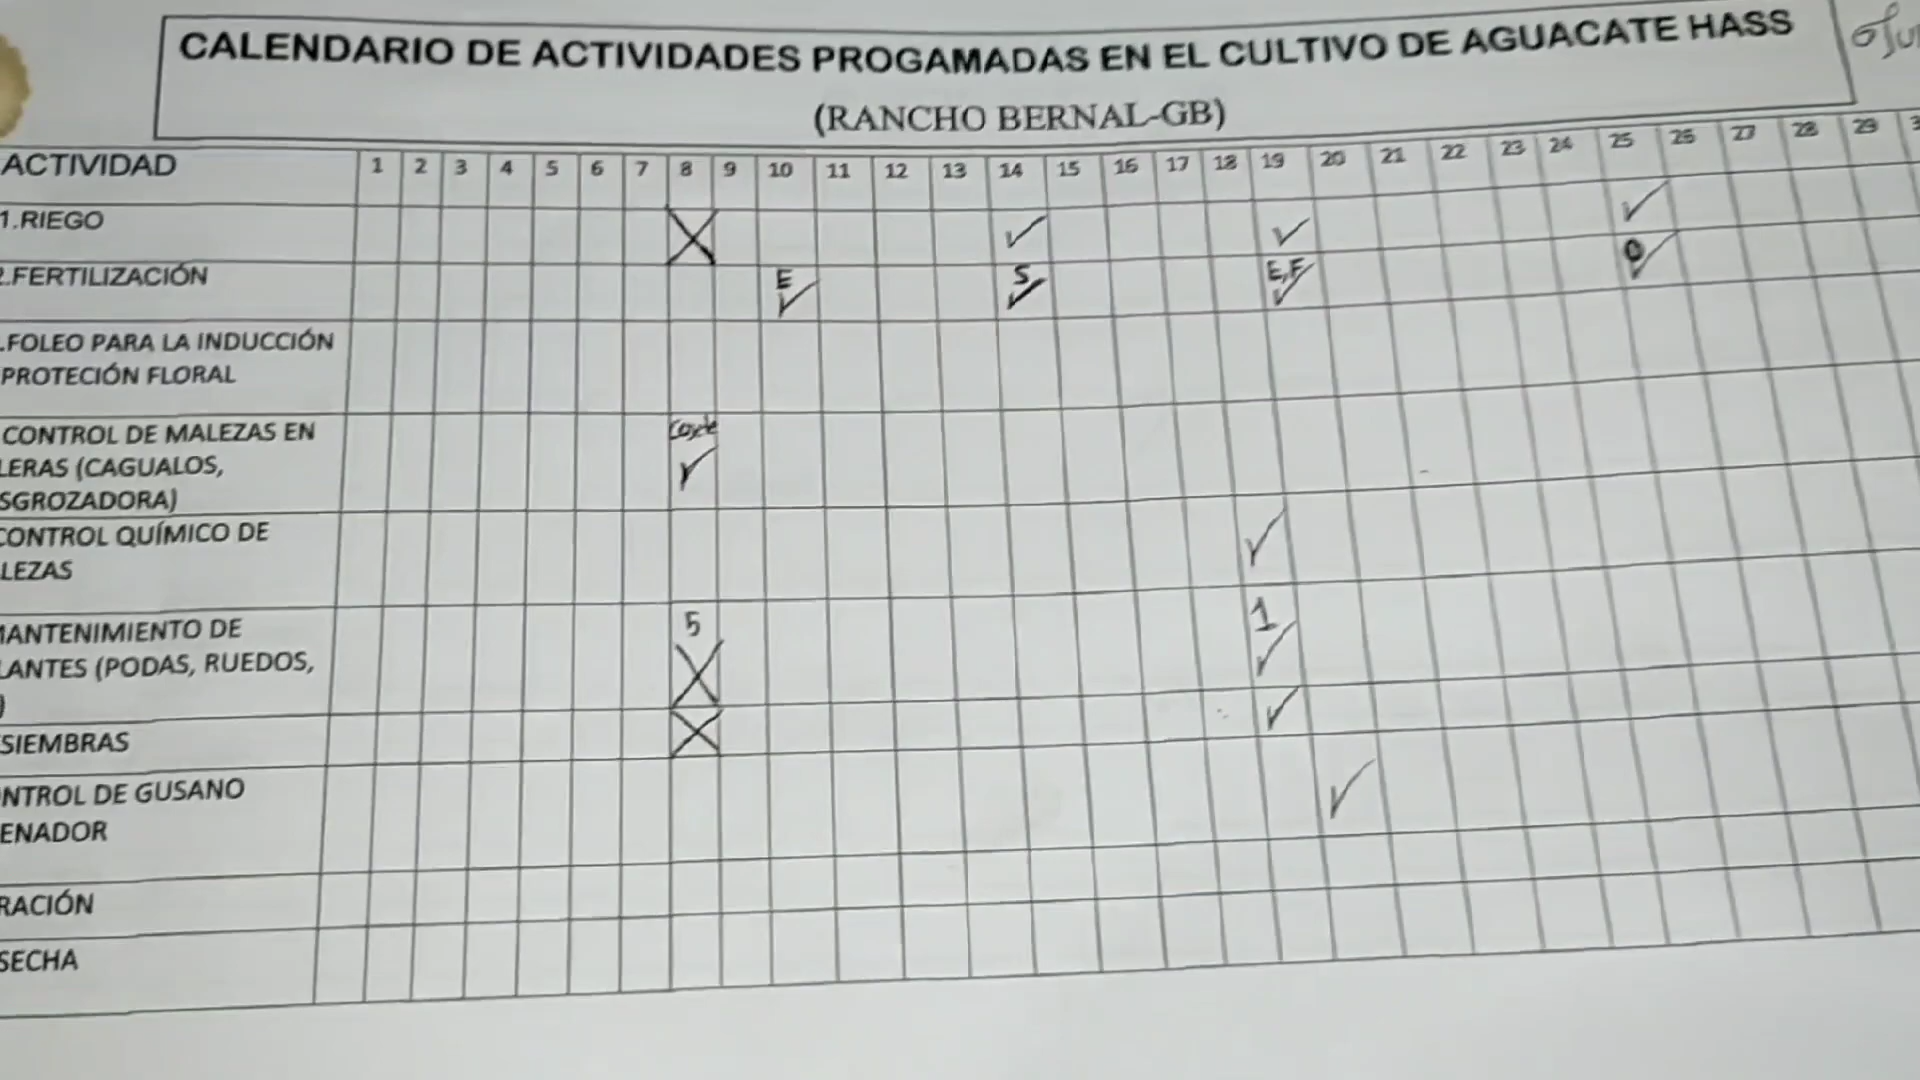 CALENDARIO DE ACTIVIDADES PROGAMADAS EN EL CULTIVO DE AGUACATE HASS
(RANCHO BERNAL-GB)
ACTIVIDAD 1 2 3 4 5 6 7 8 9 10 11 12 13 14 15 16 17 18 19 20 21 22 23 24 25 26 27 28 29
1.RIEGO
.FERTILIZACIÓN E S E,F O
.FOLEO PARA LA INDUCCIÓN
PROTECIÓN FLORAL
CONTROL DE MALEZAS EN
LERAS (CAGUALOS,
SGROZADORA)
CONTROL QUÍMICO DE
LEZAS
MANTENIMIENTO DE 5 1
LANTES (PODAS, RUEDOS,
)
SIEMBRAS
NTROL DE GUSANO
ENADOR
RACIÓN
SECHA